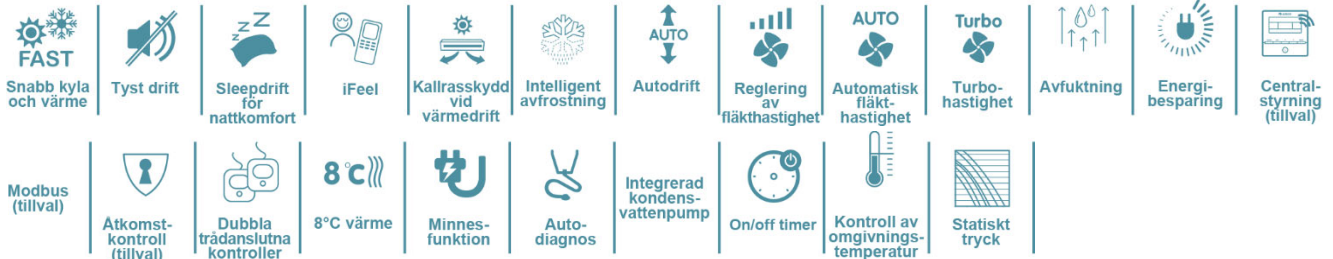 FAST
Snabb kyla
och värme
Tyst drift
Z Z Z
Sleepdrift
för
nattkomfort
iFeel
Kallrasskydd
vid
värmedrift
Intelligent
avfrostning
AUTO
Autodrift
Reglering
av
fläkthastighet
AUTO
Automatisk
fläkt-
hastighet
Turbo
Turbo-
hastighet
Avfuktning
Energi-
besparing
Central-
styrning
(tillval)
Modbus
(tillval)
Åtkomst-
kontroll
(tillval)
Dubbla
trådanslutna
kontroller
8°C
8°C värme
Minnes-
funktion
Auto-
diagnos
Integrerad
kondens-
vattenpump
On/off timer
Kontroll av
omgivnings-
temperatur
Statiskt
tryck